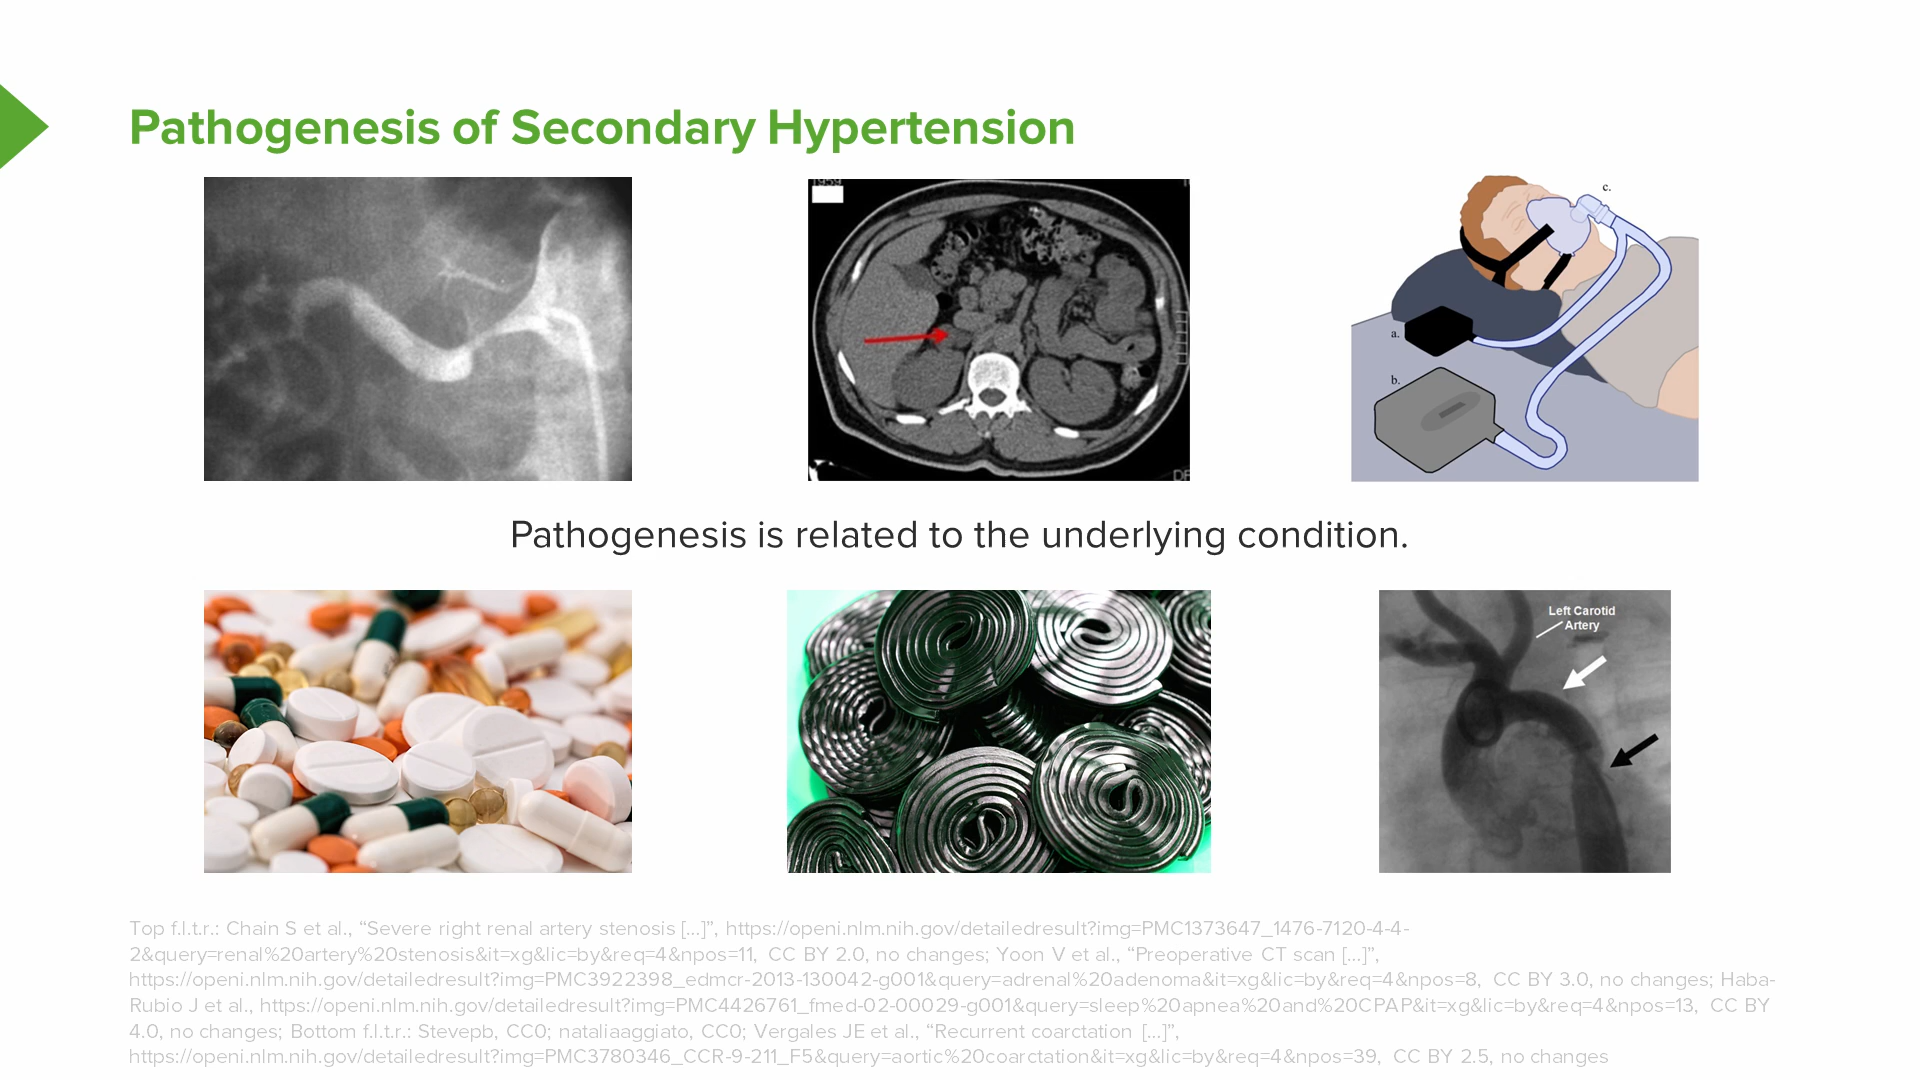 Pathogenesis of Secondary Hypertension
c.
a.
b.
Pathogenesis is related to the underlying condition.
Left Carotid
Artery
Top f.l.t.r.: Chain S et al., “Severe right renal artery stenosis [...]”, https://openi.nlm.nih.gov/detailedresult?img=PMC1373647_1476-7120-4-4-
2&query=renal%20artery%20stenosis&it=xg&lic=by&req=4&npos=11, CC BY 2.0, no changes; Yoon V et al., “Preoperative CT scan [...]”,
https://openi.nlm.nih.gov/detailedresult?img=PMC3922398_edmcr-2013-130042-g001&query=adrenal%20adenoma&it=xg&lic=by&req=4&npos=8, CC BY 3.0, no changes; Haba-
Rubio J et al., https://openi.nlm.nih.gov/detailedresult?img=PMC4426761_fmed-02-00029-g001&query=sleep%20apnea%20and%20CPAP&it=xg&lic=by&req=4&npos=13, CC BY
4.0, no changes; Bottom f.l.t.r.: Stevepb, CC0; nataliaaggiato, CC0; Vergales JE et al., “Recurrent coarctation [...]”,
https://openi.nlm.nih.gov/detailedresult?img=PMC3780346_CCR-9-211_F5&query=aortic%20coarctation&it=xg&lic=by&req=4&npos=39, CC BY 2.5, no changes